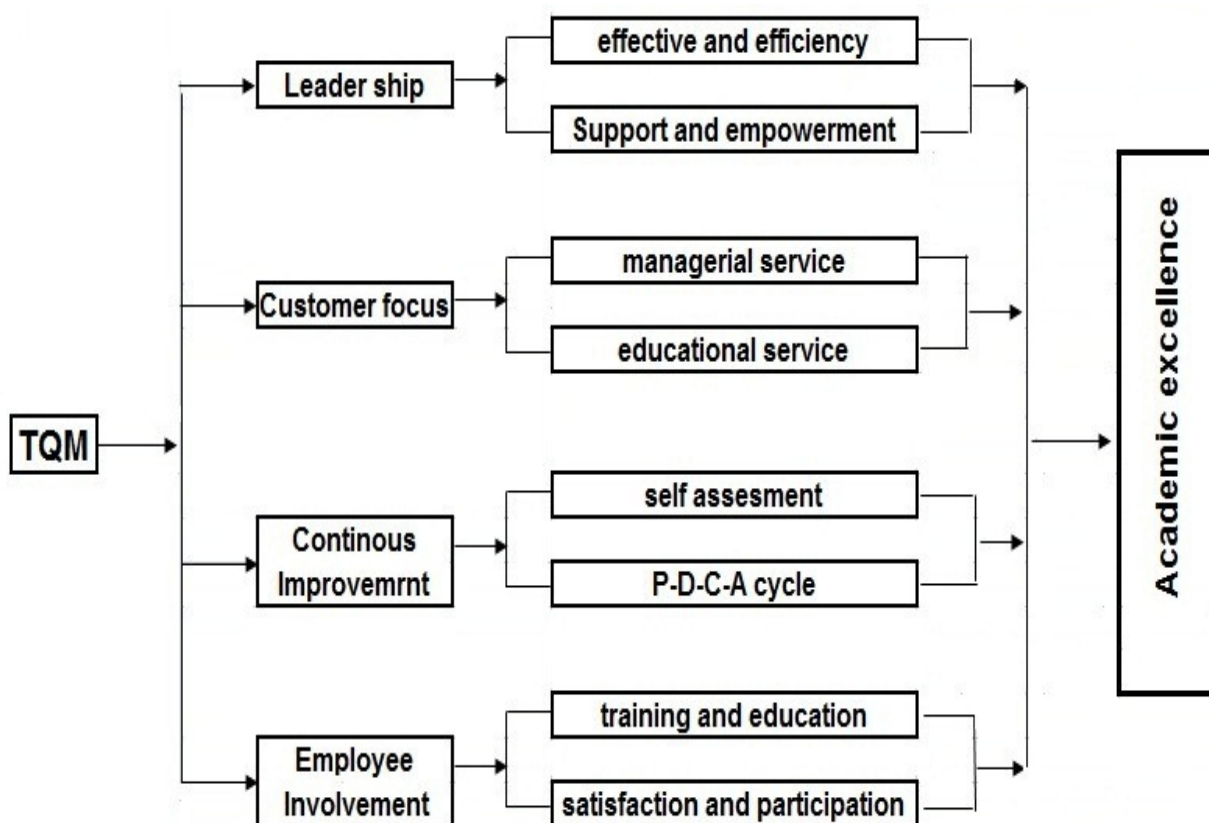 effective and efficiency
Leader ship
Support and empowerment
managerial service
Customer focus
educational service
TQM
self assesment
Continous
Improvemrnt
P-D-C-A cycle
training and education
Employee
Involvement
satisfaction and participation
Academic excellence